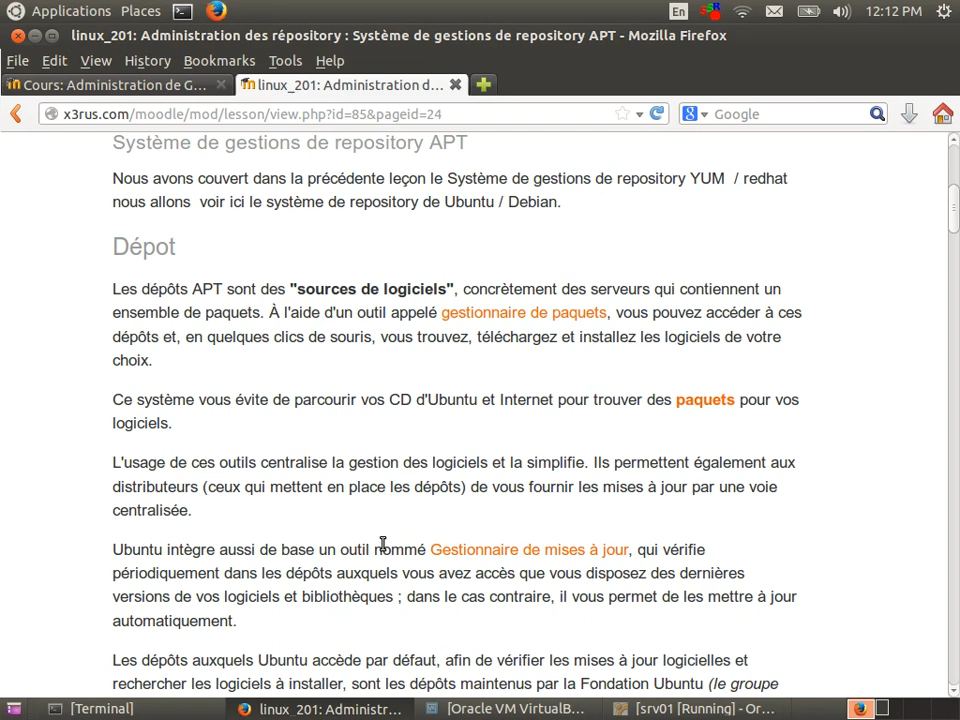 Applications Places En 12:12 PM
linux_201: Administration des répository : Système de gestions de repository APT - Mozilla Firefox
File Edit View History Bookmarks Tools Help
Cours: Administration de G... linux_201: Administration d...
x3rus.com/moodle/mod/lesson/view.php?id=85&pageid=24 Google
Système de gestions de repository APT
Nous avons couvert dans la précédente leçon le Système de gestions de repository YUM / redhat
nous allons voir ici le système de repository de Ubuntu / Debian.
Dépot
Les dépôts APT sont des "sources de logiciels", concrètement des serveurs qui contiennent un
ensemble de paquets. À l'aide d'un outil appelé gestionnaire de paquets, vous pouvez accéder à ces
dépôts et, en quelques clics de souris, vous trouvez, téléchargez et installez les logiciels de votre
choix.
Ce système vous évite de parcourir vos CD d'Ubuntu et Internet pour trouver des paquets pour vos
logiciels.
L'usage de ces outils centralise la gestion des logiciels et la simplifie. Ils permettent également aux
distributeurs (ceux qui mettent en place les dépôts) de vous fournir les mises à jour par une voie
centralisée.
Ubuntu intègre aussi de base un outil nommé Gestionnaire de mises à jour, qui vérifie
périodiquement dans les dépôts auxquels vous avez accès que vous disposez des dernières
versions de vos logiciels et bibliothèques ; dans le cas contraire, il vous permet de les mettre à jour
automatiquement.
Les dépôts auxquels Ubuntu accède par défaut, afin de vérifier les mises à jour logicielles et
rechercher les logiciels à installer, sont les dépôts maintenus par la Fondation Ubuntu (le groupe
[Terminal] linux_201: Administr... [Oracle VM VirtualB... [srv01 [Running] - Or...